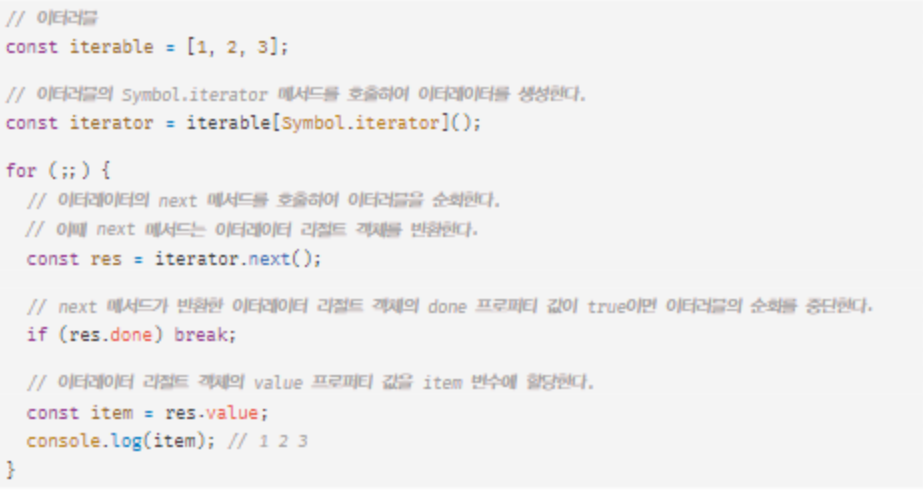 // 이터러블
const iterable = [1, 2, 3];
// 이터러블의 Symbol.iterator 메서드를 호출하여 이터레이터를 생성한다.
const iterator = iterable[Symbol.iterator]();
for (;;) {
// 이터레이터의 next 메서드를 호출하여 이터러블을 순회한다.
// 이때 next 메서드는 이터레이터 리절트 객체를 반환한다.
const res = iterator.next();
// next 메서드가 반환한 이터레이터 리절트 객체의 done 프로퍼티 값이 true이면 이터러블의 순회를 중단한다.
if (res.done) break;
// 이터레이터 리절트 객체의 value 프로퍼티 값을 item 변수에 할당한다.
const item = res.value;
console.log(item); // 1 2 3
}